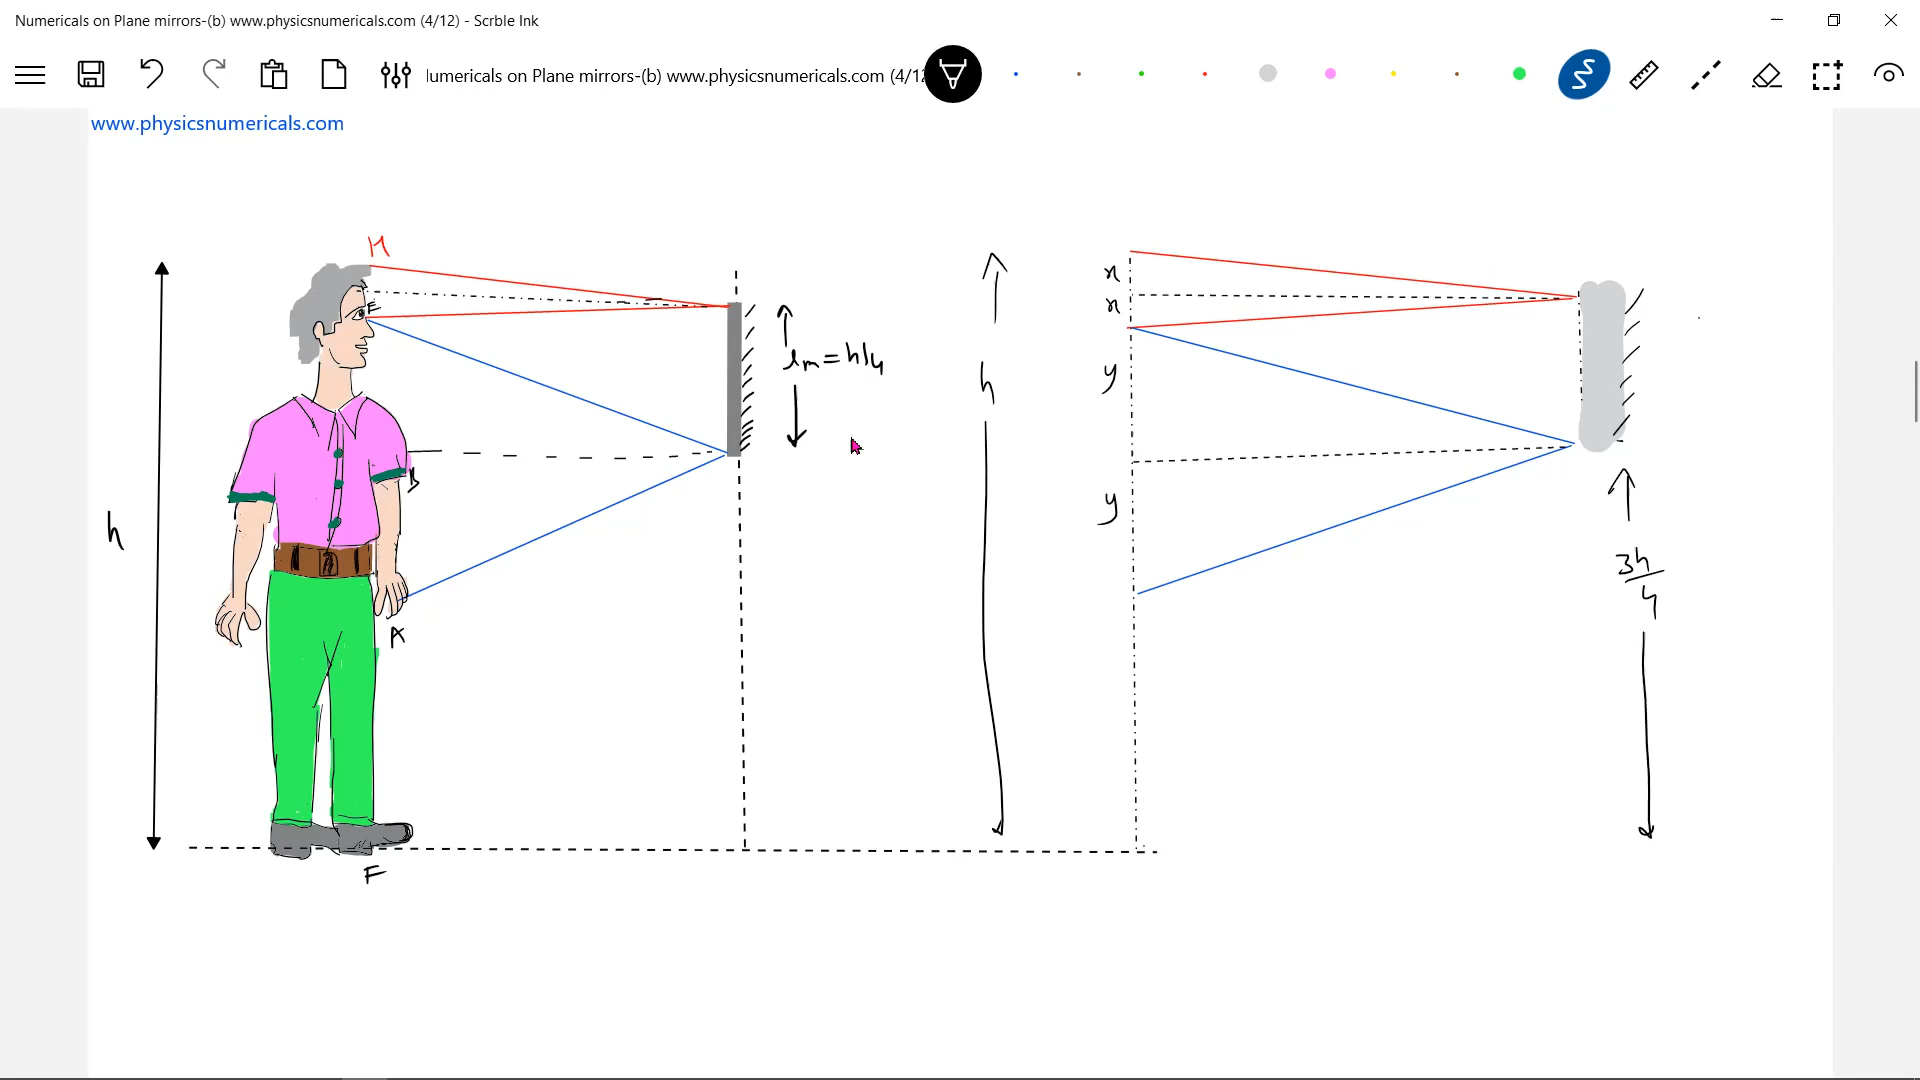 Numericals on Plane mirrors-(b) www.physicsnumericals.com (4/12) - Scrble Ink
lumericals on Plane mirrors-(b) www.physicsnumericals.com (4/12
www.physicsnumericals.com
H
E
x
x
lm = h/4
h
y
B
h
y
3h/4
A
F